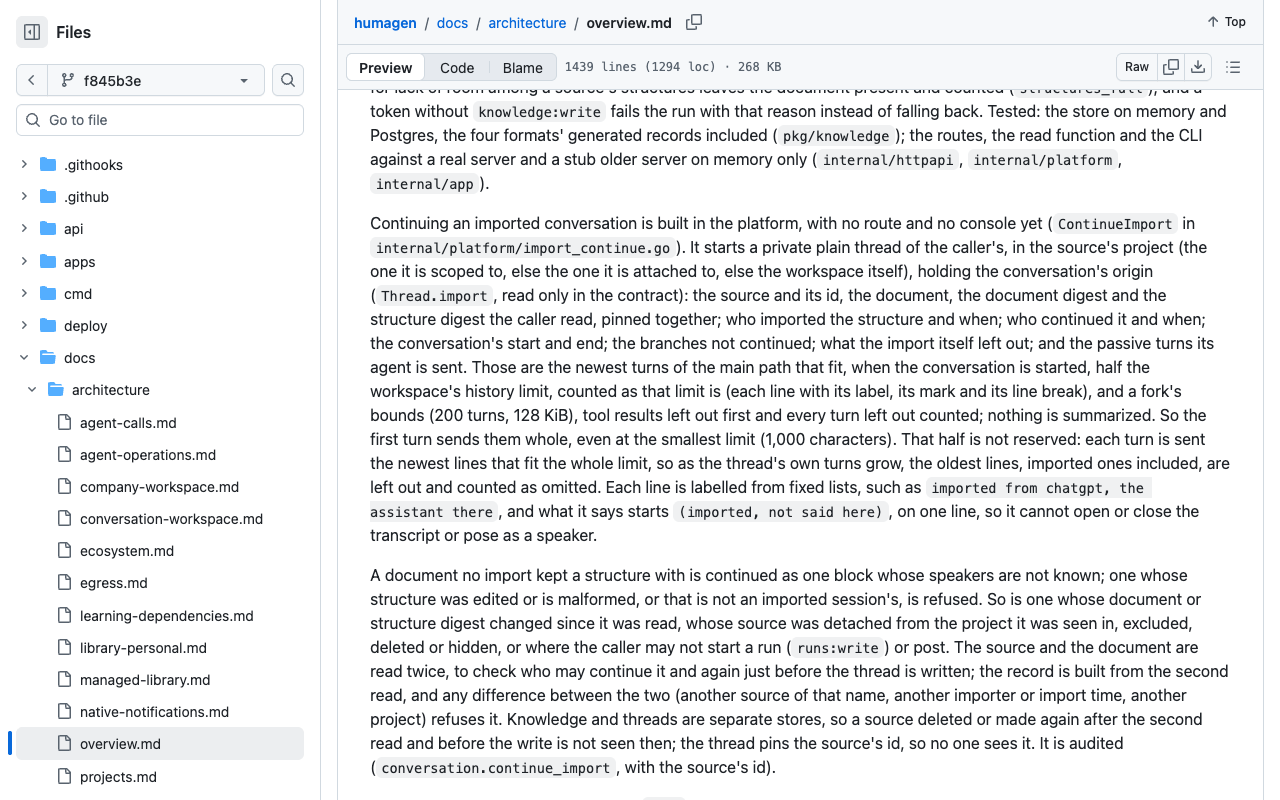 Files
humagen / docs / architecture / overview.md
Top
f845b3e
Preview Code Blame 1439 lines (1294 loc) · 268 KB
Raw
Go to file
.githooks
.github
api
apps
cmd
deploy
docs
architecture
agent-calls.md
agent-operations.md
company-workspace.md
conversation-workspace.md
ecosystem.md
egress.md
learning-dependencies.md
library-personal.md
managed-library.md
native-notifications.md
overview.md
projects.md
for lack of room among a source's structures leaves the document present and counted ( structures_full ), and a
token without knowledge:write fails the run with that reason instead of falling back. Tested: the store on memory and
Postgres, the four formats' generated records included ( pkg/knowledge ); the routes, the read function and the CLI
against a real server and a stub older server on memory only ( internal/httpapi , internal/platform ,
internal/app ).
Continuing an imported conversation is built in the platform, with no route and no console yet ( ContinueImport in
internal/platform/import_continue.go ). It starts a private plain thread of the caller's, in the source's project (the
one it is scoped to, else the one it is attached to, else the workspace itself), holding the conversation's origin
( Thread.import , read only in the contract): the source and its id, the document, the document digest and the
structure digest the caller read, pinned together; who imported the structure and when; who continued it and when;
the conversation's start and end; the branches not continued; what the import itself left out; and the passive turns its
agent is sent. Those are the newest turns of the main path that fit, when the conversation is started, half the
workspace's history limit, counted as that limit is (each line with its label, its mark and its line break), and a fork's
bounds (200 turns, 128 KiB), tool results left out first and every turn left out counted; nothing is summarized. So the
first turn sends them whole, even at the smallest limit (1,000 characters). That half is not reserved: each turn is sent
the newest lines that fit the whole limit, so as the thread's own turns grow, the oldest lines, imported ones included, are
left out and counted as omitted. Each line is labelled from fixed lists, such as imported from chatgpt, the
assistant there , and what it says starts (imported, not said here) , on one line, so it cannot open or close the
transcript or pose as a speaker.
A document no import kept a structure with is continued as one block whose speakers are not known; one whose
structure was edited or is malformed, or that is not an imported session's, is refused. So is one whose document or
structure digest changed since it was read, whose source was detached from the project it was seen in, excluded,
deleted or hidden, or where the caller may not start a run ( runs:write ) or post. The source and the document are
read twice, to check who may continue it and again just before the thread is written; the record is built from the second
read, and any difference between the two (another source of that name, another importer or import time, another
project) refuses it. Knowledge and threads are separate stores, so a source deleted or made again after the second
read and before the write is not seen then; the thread pins the source's id, so no one sees it. It is audited
( conversation.continue_import , with the source's id).